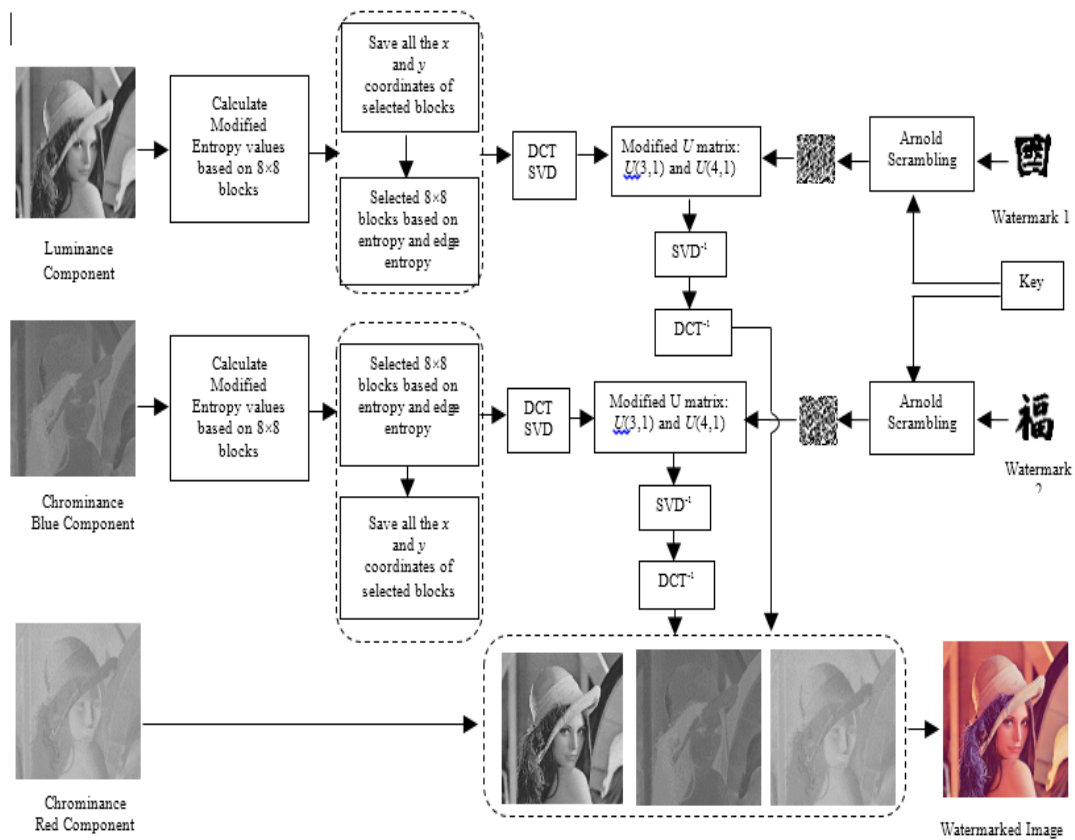 Luminance
Component
Calculate
Modified
Entropy values
based on 8×8
blocks
Save all the x
and y
coordinates of
selected blocks
Selected 8×8
blocks based on
entropy and edge
entropy
DCT
SVD
Modified U matrix:
U(3,1) and U(4,1)
SVD⁻¹
DCT⁻¹
Arnold
Scrambling
國
Watermark 1
Key
Chrominance
Blue Component
Calculate
Modified
Entropy values
based on 8×8
blocks
Selected 8×8
blocks based on
entropy and edge
entropy
Save all the x
and y
coordinates of
selected blocks
DCT
SVD
Modified U matrix:
U(3,1) and U(4,1)
SVD⁻¹
DCT⁻¹
Arnold
Scrambling
福
Watermark
2
Chrominance
Red Component
Watermarked Image